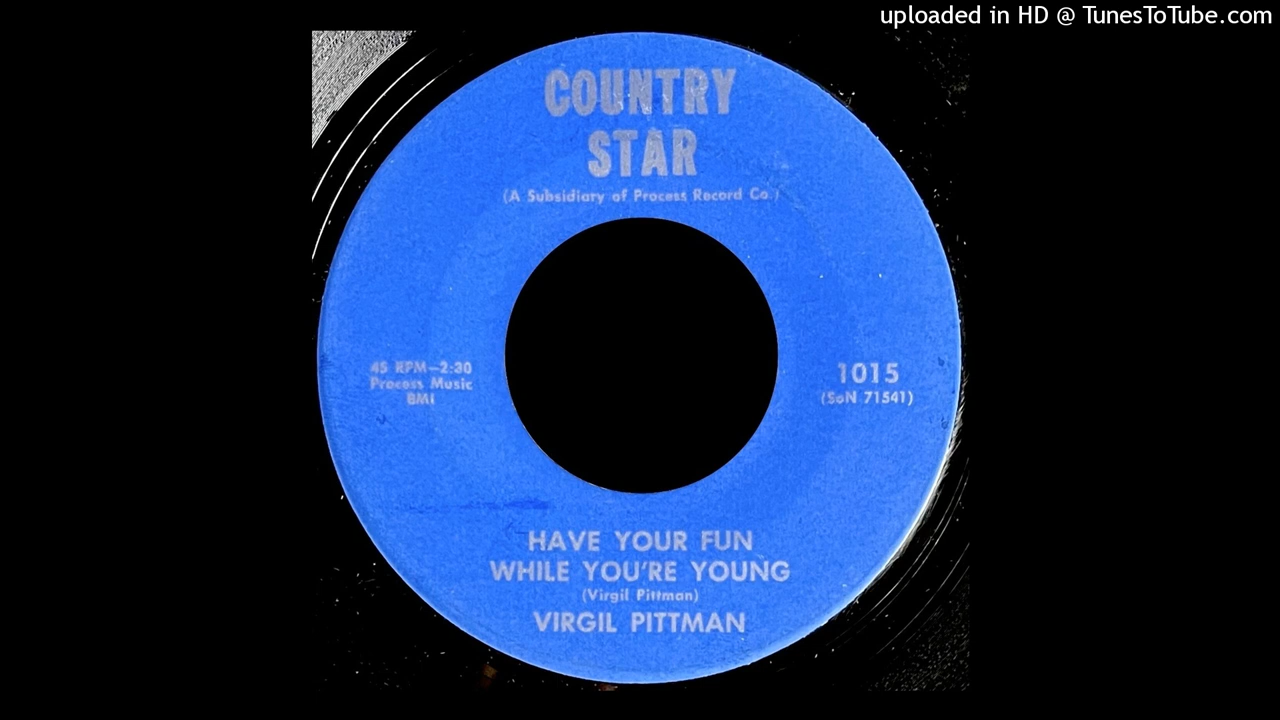 uploaded in HD @ TunesToTube.com
COUNTRY
STAR
(A Subsidiary of Process Record Co.)
45 RPM—2:30
Process Music
BMI
1015
(SoN 71541)
HAVE YOUR FUN
WHILE YOU'RE YOUNG
(Virgil Pittman)
VIRGIL PITTMAN